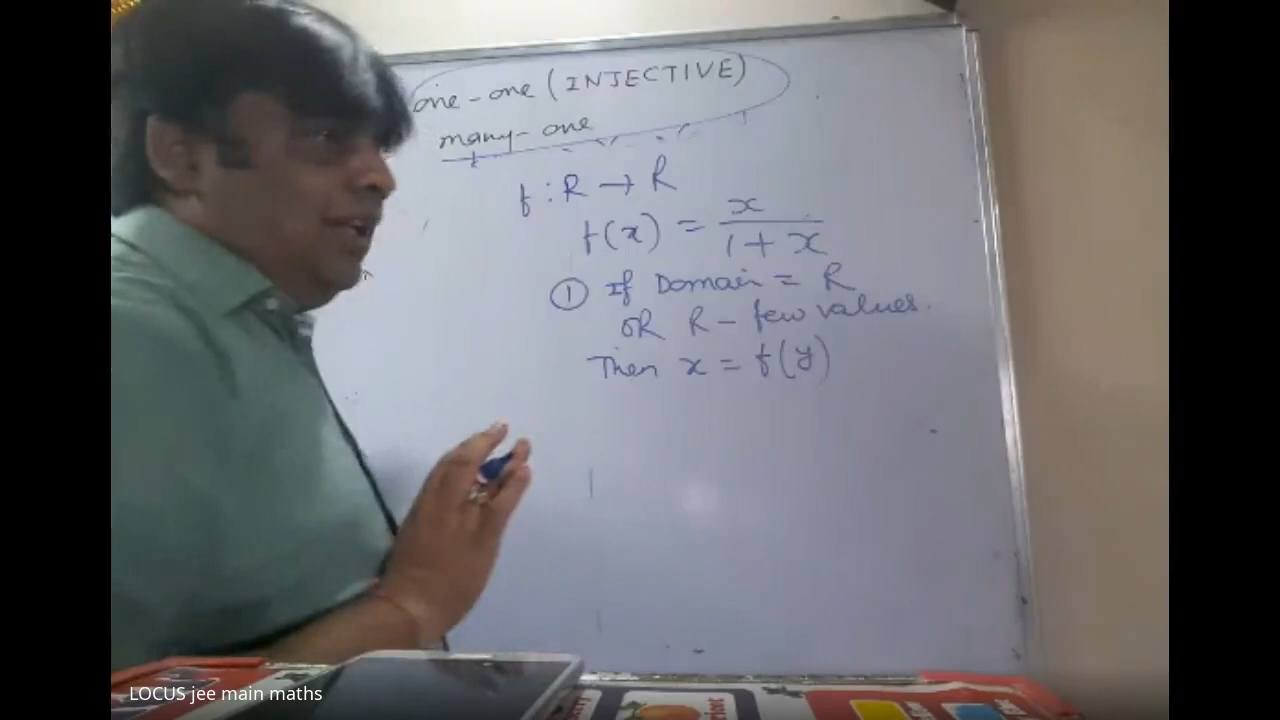 one-one (INJECTIVE)
many-one
f : R → R
f(x) = x / 1 + x
① If Domain = R
OR R - few values.
Then x = f(y)
LOCUS jee main maths